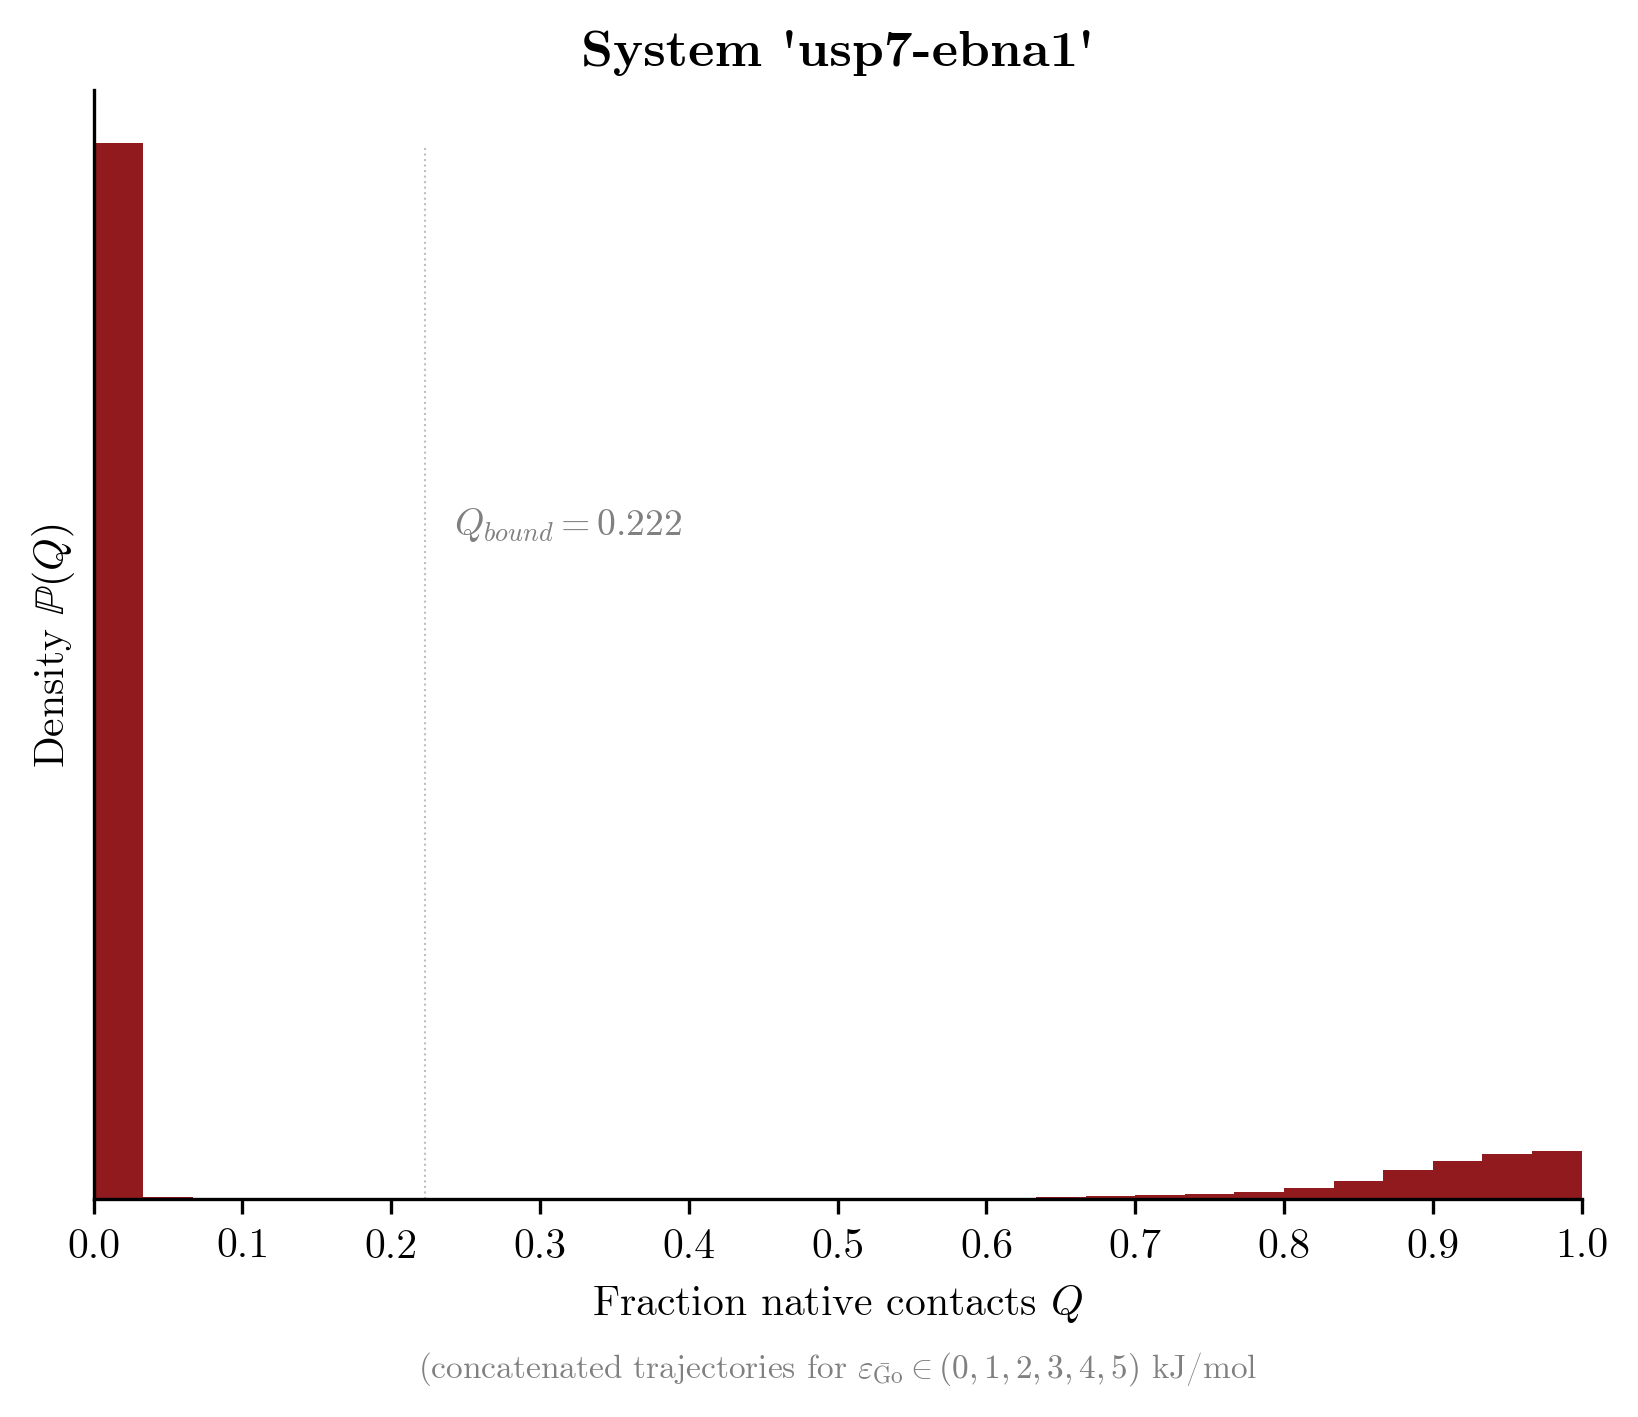 System 'usp7-ebna1'
Density ℙ(Q)
Q_{bound} = 0.222
0.0 0.1 0.2 0.3 0.4 0.5 0.6 0.7 0.8 0.9 1.0
Fraction native contacts Q
(concatenated trajectories for ε_{Ḡo} ∈ (0, 1, 2, 3, 4, 5) kJ/mol